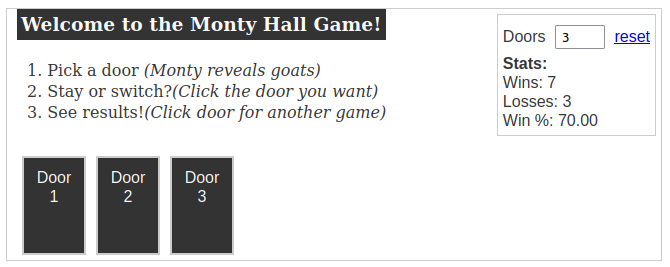 Welcome to the Monty Hall Game!
1. Pick a door (Monty reveals goats)
2. Stay or switch?(Click the door you want)
3. See results!(Click door for another game)
Doors 3 reset
Stats:
Wins: 7
Losses: 3
Win %: 70.00
Door
1
Door
2
Door
3